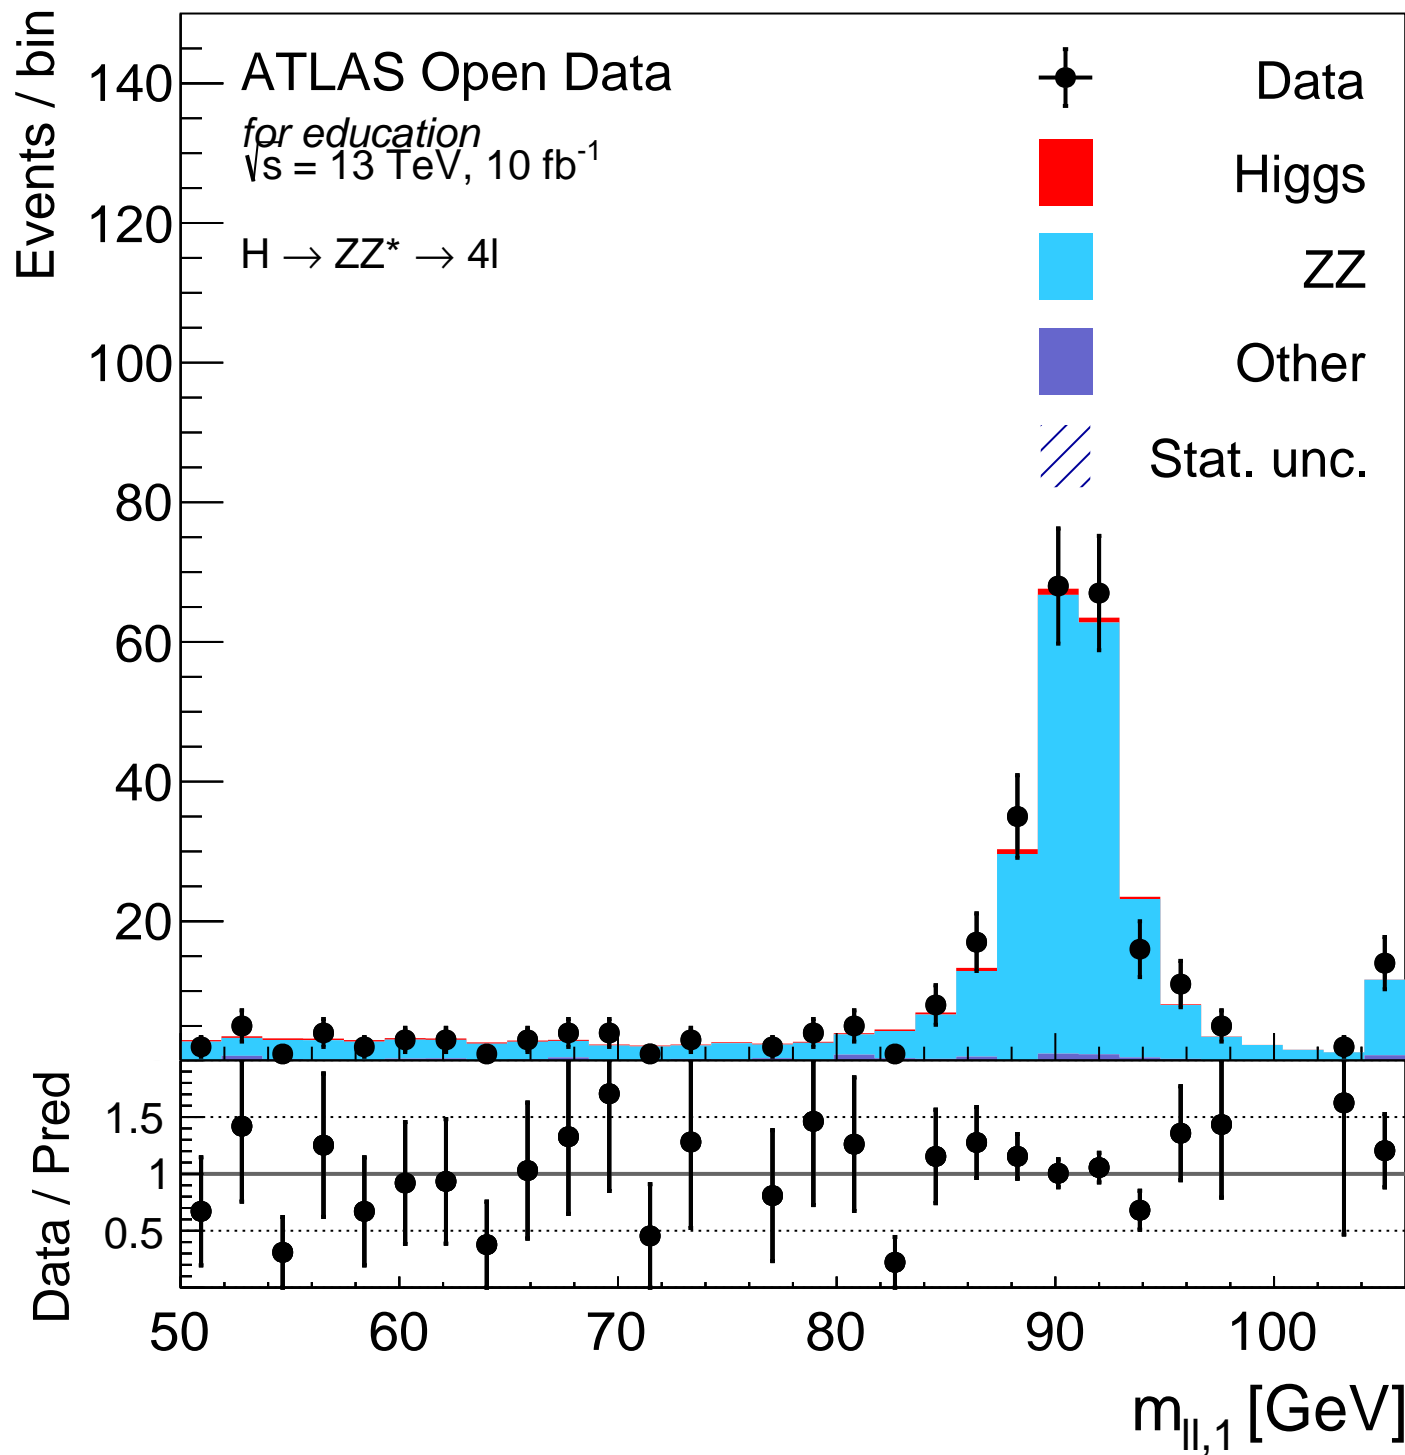 Events / bin
140
120
100
80
60
40
20
ATLAS Open Data
for education
√s = 13 TeV, 10 fb⁻¹
H → ZZ* → 4l
Data
Higgs
ZZ
Other
Stat. unc.
Data / Pred
1.5
1
0.5
50 60 70 80 90 100
m_{ll,1} [GeV]